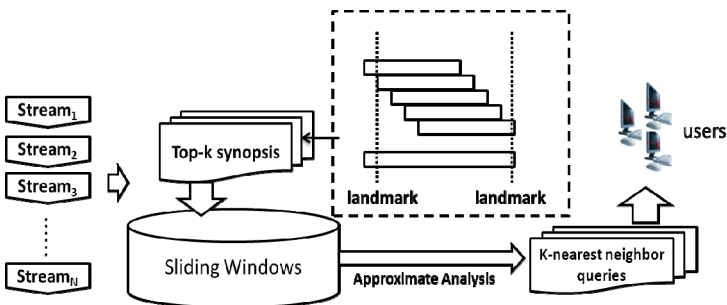 Stream1
Stream2
Stream3
StreamN
Top-k synopsis
Sliding Windows
landmark landmark
Approximate Analysis
K-nearest neighbor
queries
users